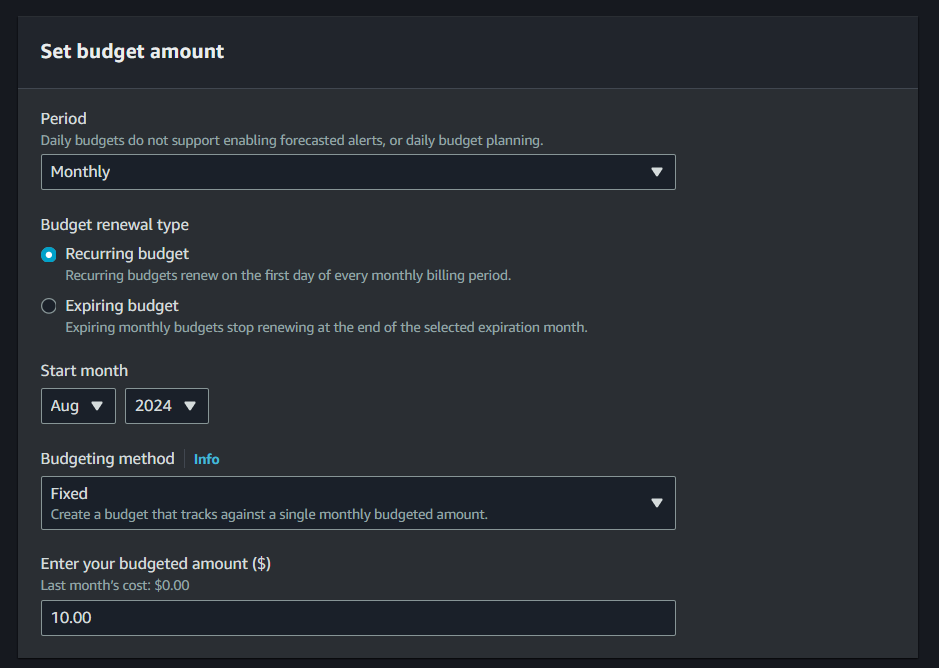 Set budget amount
Period
Daily budgets do not support enabling forecasted alerts, or daily budget planning.
Monthly
Budget renewal type
Recurring budget
Recurring budgets renew on the first day of every monthly billing period.
Expiring budget
Expiring monthly budgets stop renewing at the end of the selected expiration month.
Start month
Aug 2024
Budgeting method Info
Fixed
Create a budget that tracks against a single monthly budgeted amount.
Enter your budgeted amount ($)
Last month's cost: $0.00
10.00